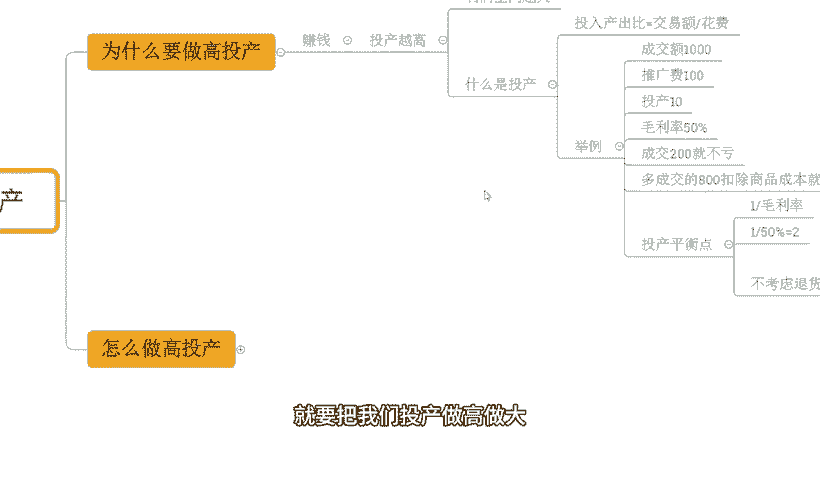 产
为什么要做高投产
赚钱
投产越高
什么是投产
投入产出比=交易额/花费
举例
成交额1000
推广费100
投产10
毛利率50%
成交200就不亏
多成交的800扣除商品成本就
投产平衡点
1/毛利率
1/50%=2
不考虑退货
怎么做高投产
就要把我们投产做高做大